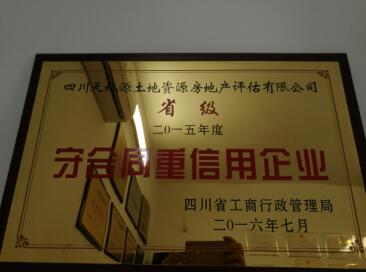 四川天地源土地资源房地产评估有限公司
省级
二〇一五年度
守合同重信用企业
四川省工商行政管理局
二〇一六年七月